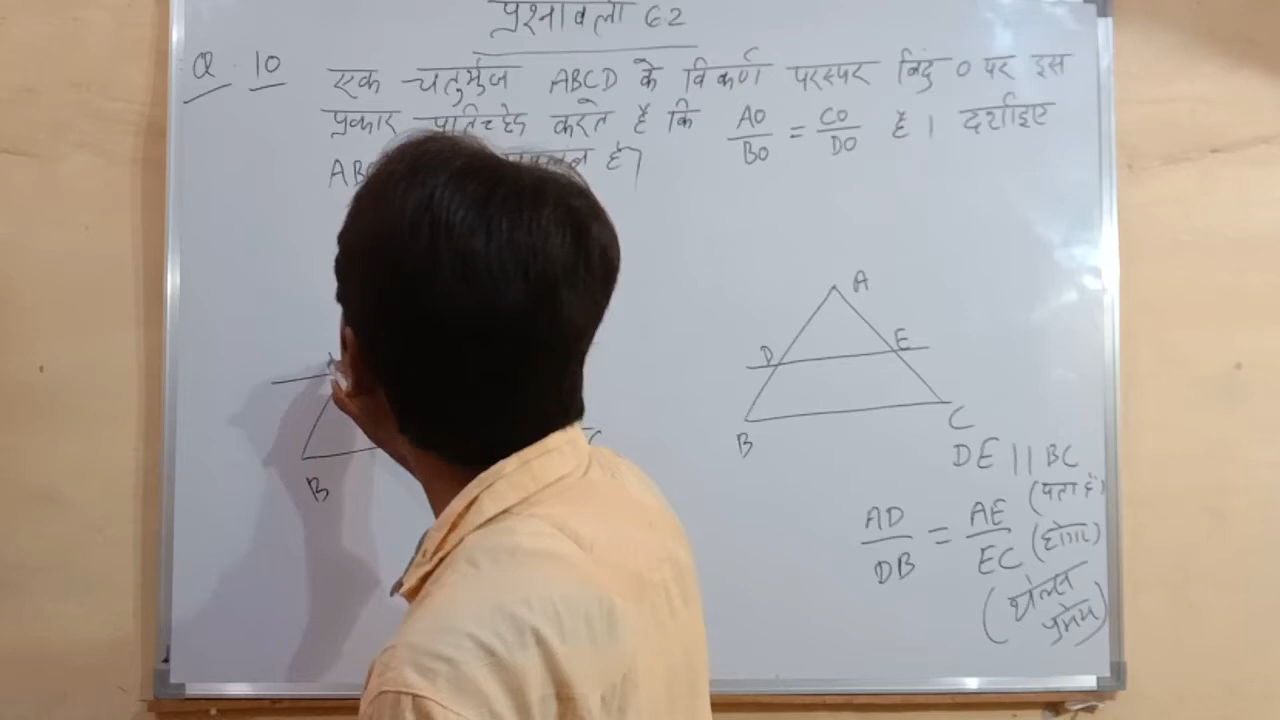 प्रश्नावली 6.2
Q. 10 एक चतुर्भुज ABCD के विकर्ण परस्पर बिंदु O पर इस
प्रकार प्रतिच्छेद करते हैं कि AO/BO = CO/DO है। दर्शाइए
AB है।
A
D E
B C
B C
DE || BC
(पता है)
AD/DB = AE/EC (होगा)
(थेल्स
प्रमेय)